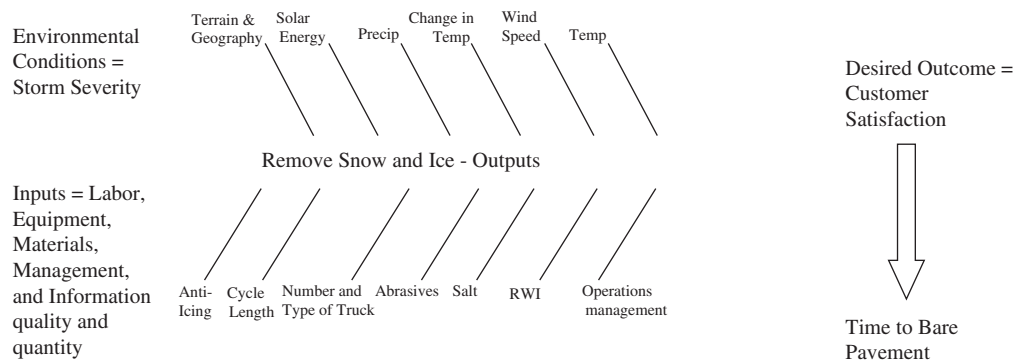 Environmental
Conditions =
Storm Severity
Terrain &
Geography
Solar
Energy
Precip
Change in
Temp
Wind
Speed
Temp
Desired Outcome =
Customer
Satisfaction
Remove Snow and Ice - Outputs
Inputs = Labor,
Equipment,
Materials,
Management,
and Information
quality and
quantity
Anti-
Icing
Cycle
Length
Number and
Type of Truck
Abrasives
Salt
RWI
Operations
management
Time to Bare
Pavement